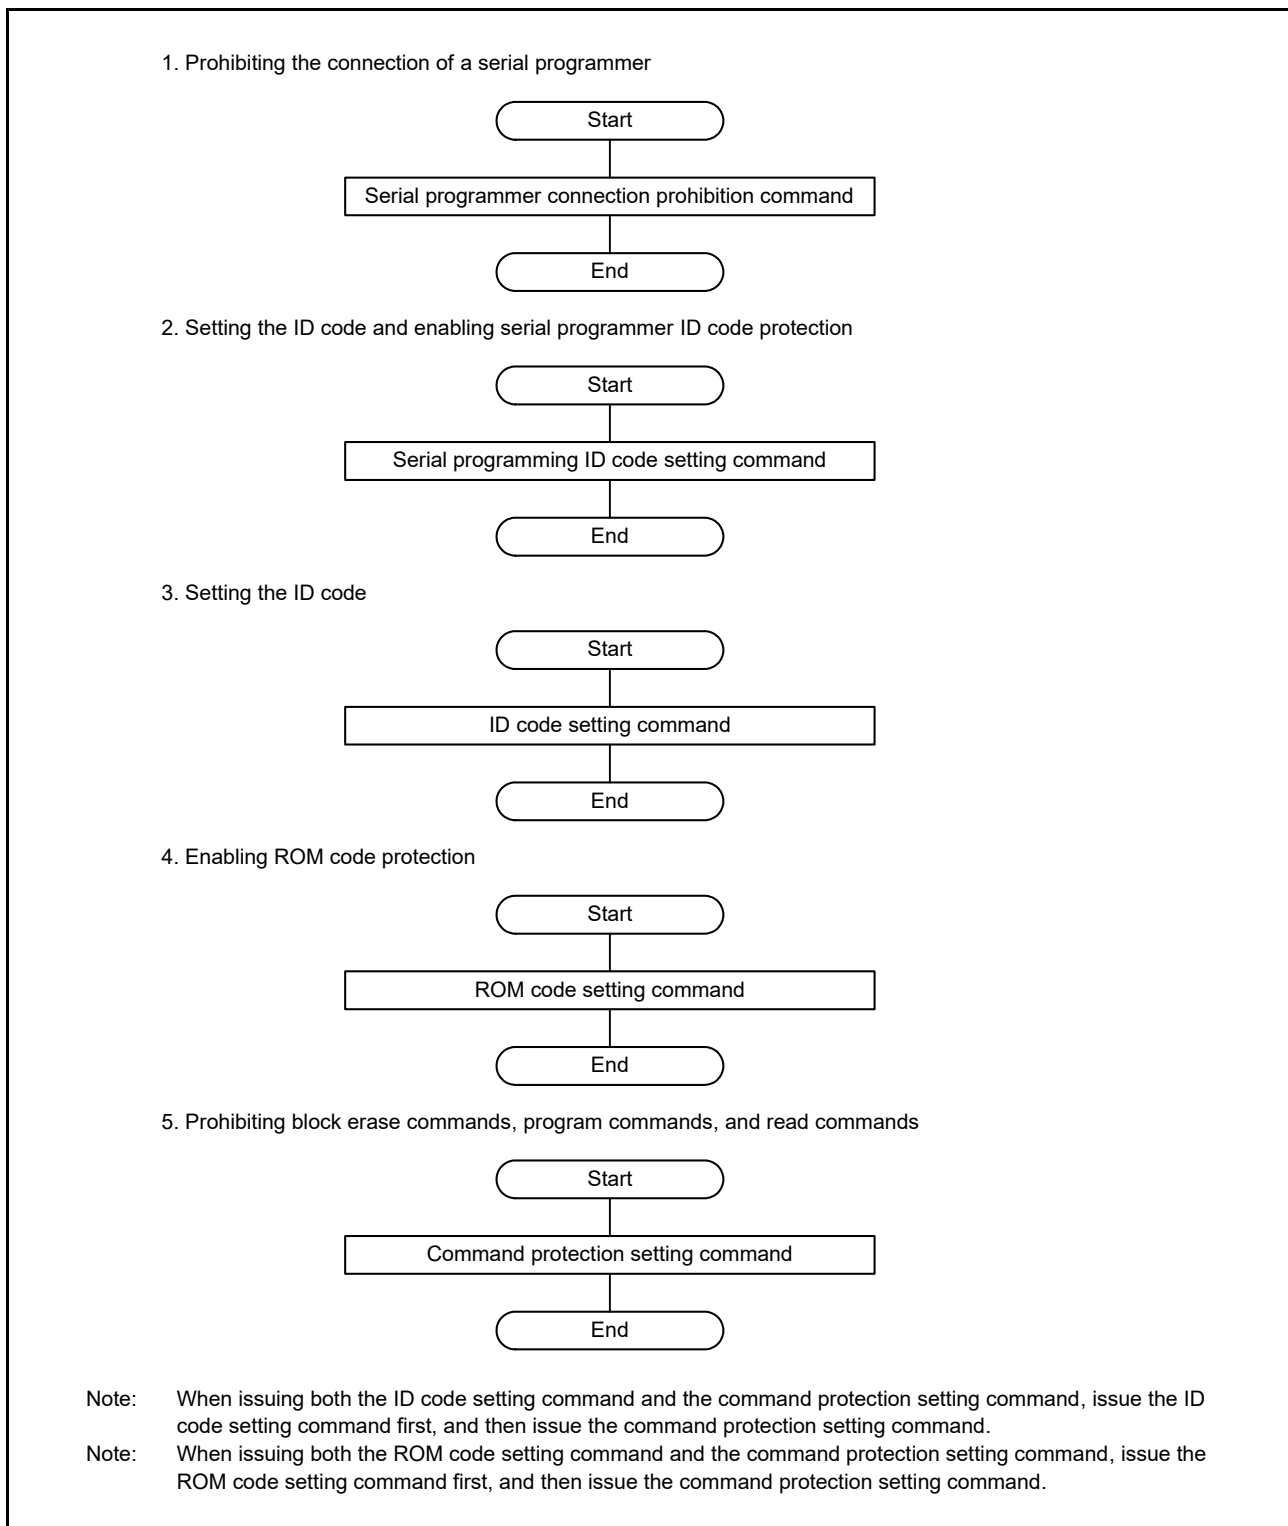 1. Prohibiting the connection of a serial programmer
Start
Serial programmer connection prohibition command
End
2. Setting the ID code and enabling serial programmer ID code protection
Start
Serial programming ID code setting command
End
3. Setting the ID code
Start
ID code setting command
End
4. Enabling ROM code protection
Start
ROM code setting command
End
5. Prohibiting block erase commands, program commands, and read commands
Start
Command protection setting command
End
Note: When issuing both the ID code setting command and the command protection setting command, issue the ID
code setting command first, and then issue the command protection setting command.
Note: When issuing both the ROM code setting command and the command protection setting command, issue the
ROM code setting command first, and then issue the command protection setting command.